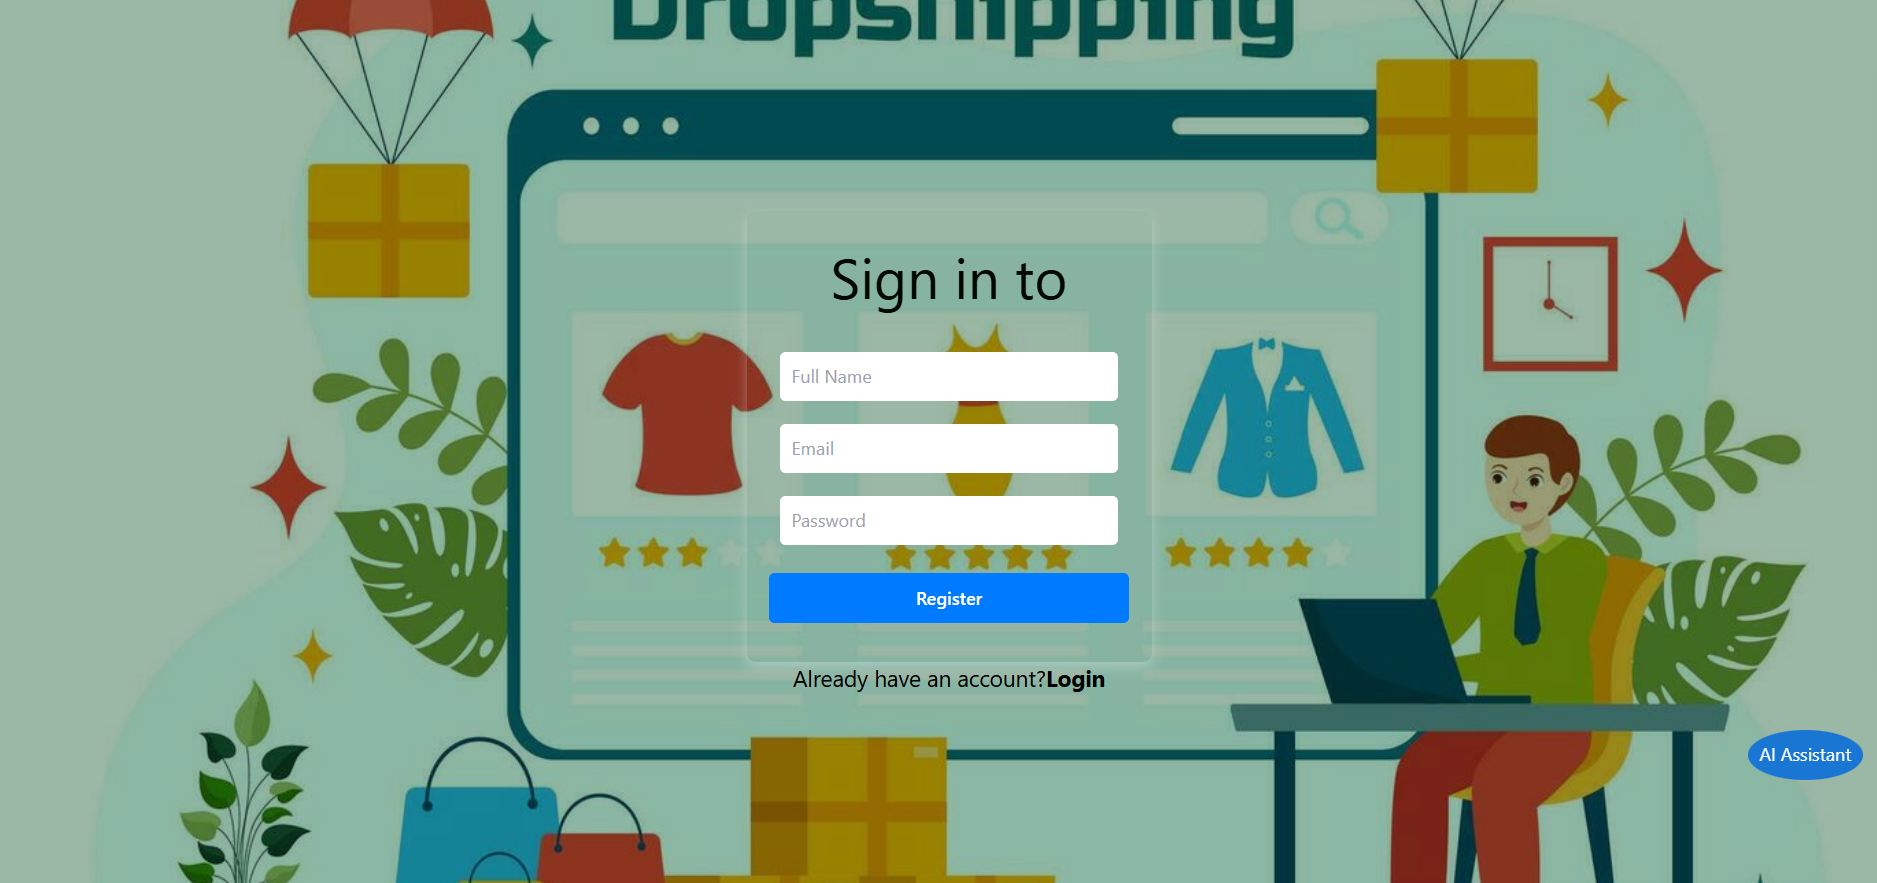 Dropshipping
Sign in to
Full Name
Email
Password
Register
Already have an account?Login
AI Assistant